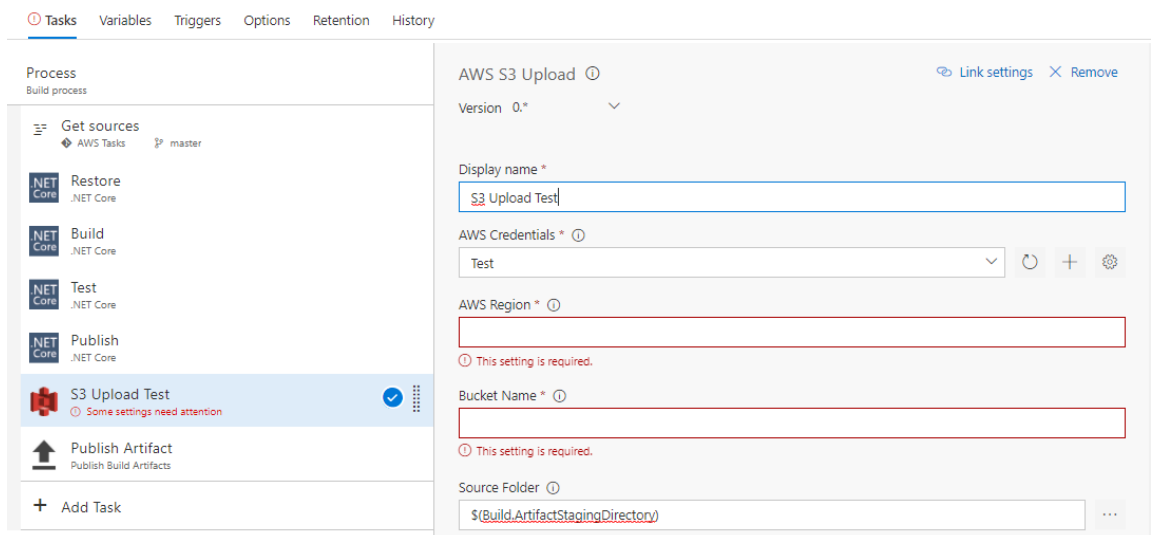 Tasks Variables Triggers Options Retention History
Process
Build process
Get sources
AWS Tasks master
.NET Core
Restore
.NET Core
.NET Core
Build
.NET Core
.NET Core
Test
.NET Core
.NET Core
Publish
.NET Core
S3 Upload Test
Some settings need attention
Publish Artifact
Publish Build Artifacts
+ Add Task
AWS S3 Upload
Link settings Remove
Version 0.*
Display name *
S3 Upload Test
AWS Credentials *
Test
AWS Region *
This setting is required.
Bucket Name *
This setting is required.
Source Folder
$(Build.ArtifactStagingDirectory)
...